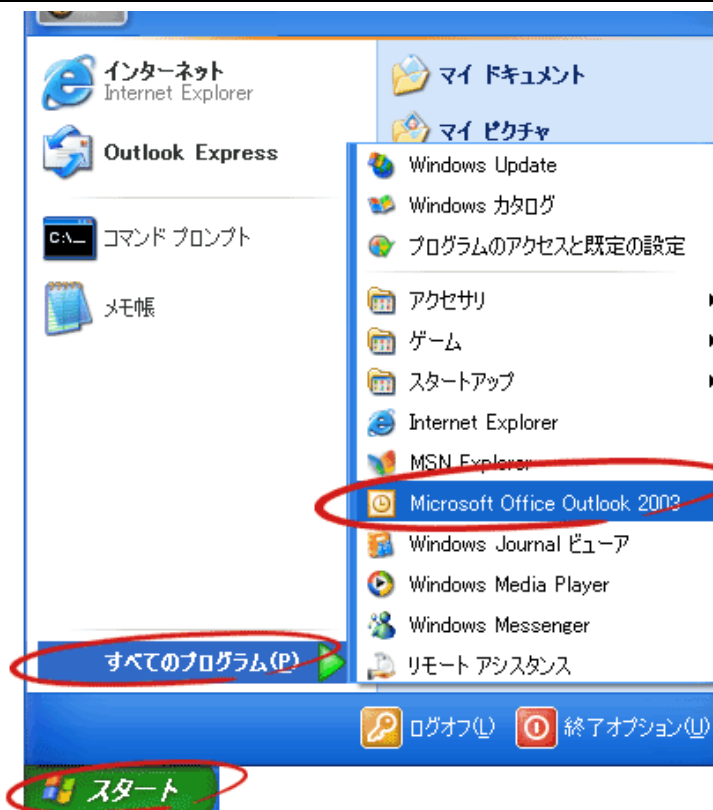 インターネット
Internet Explorer
Outlook Express
C:\_
コマンド プロンプト
メモ帳
すべてのプログラム(P)
マイ ドキュメント
マイ ピクチャ
Windows Update
Windows カタログ
プログラムのアクセスと既定の設定
アクセサリ
ゲーム
スタートアップ
Internet Explorer
MSN Explorer
Microsoft Office Outlook 2003
Windows Journal ビューア
Windows Media Player
Windows Messenger
リモート アシスタンス
ログオフ(L)
終了オプション(U)
スタート